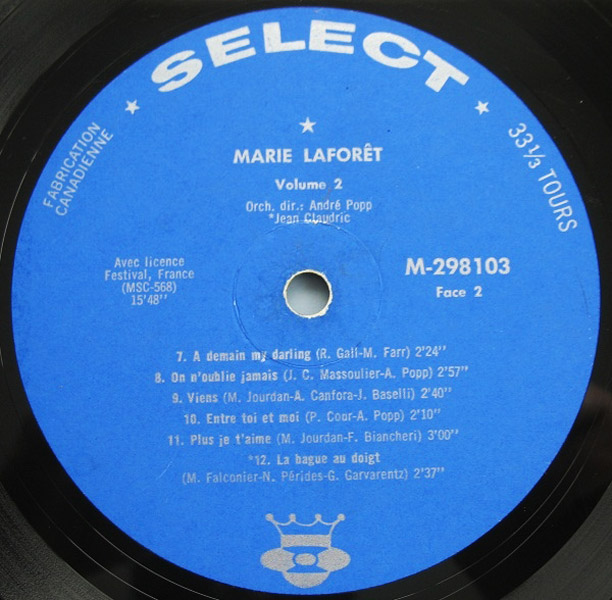 SELECT
FABRICATION
CANADIENNE
33 1/3 TOURS
MARIE LAFORÊT
Volume 2
Orch. dir.: André Popp
*Jean Claudric
Avec licence
Festival, France
(MSC-568)
15'48"
M-298103
Face 2
7. A demain my darling (R. Gall-M. Farr) 2'24"
8. On n'oublie jamais (J. C. Massoulier-A. Popp) 2'57"
9. Viens (M. Jourdan-A. Canfora-J. Baselli) 2'40"
10. Entre toi et moi (P. Cour-A. Popp) 2'10"
11. Plus je t'aime (M. Jourdan-F. Biancheri) 3'00"
*12. La bague au doigt
(M. Falconier-N. Pérides-G. Garvarentz) 2'37"